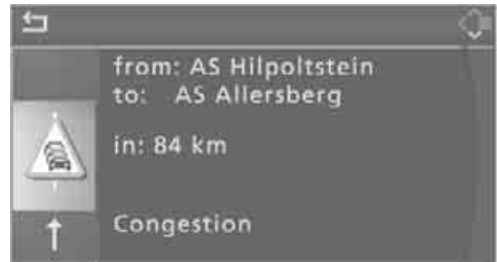 from: AS Hilpoltstein
to: AS Allersberg
in: 84 km
Congestion